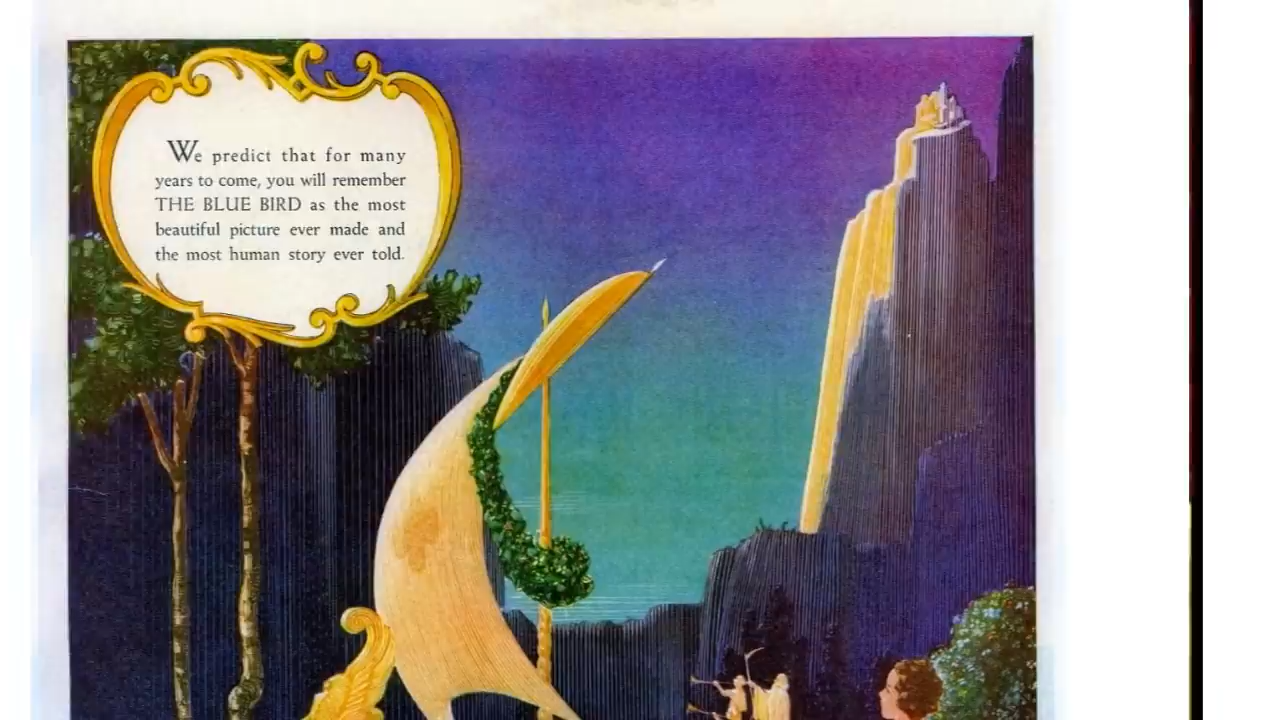 We predict that for many
years to come, you will remember
THE BLUE BIRD as the most
beautiful picture ever made and
the most human story ever told.